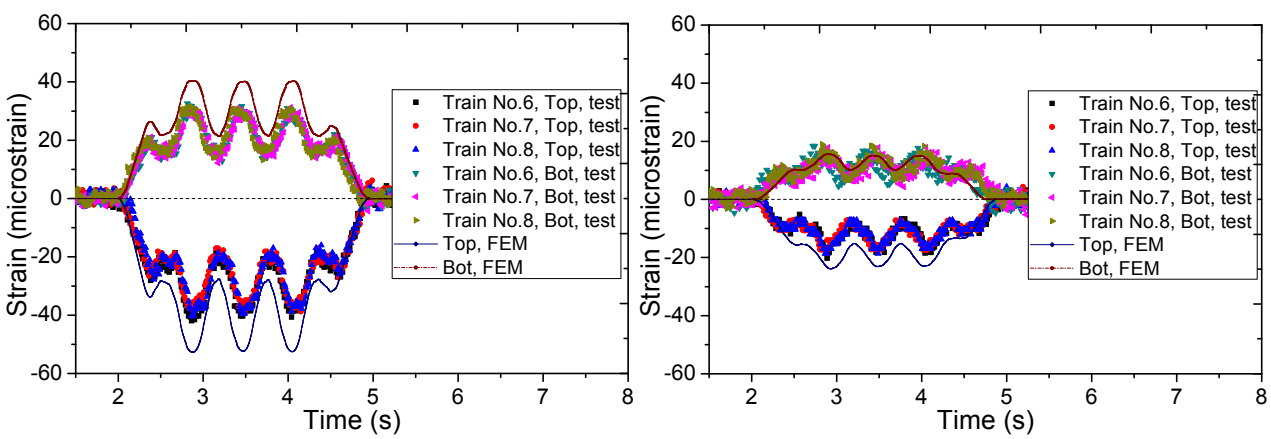 60
40
20
0
-20
-40
-60
Strain (microstrain)
2 3 4 5 6 7 8
Time (s)
Train No.6, Top, test
Train No.7, Top, test
Train No.8, Top, test
Train No.6, Bot, test
Train No.7, Bot, test
Train No.8, Bot, test
Top, FEM
Bot, FEM
60
40
20
0
-20
-40
-60
Strain (microstrain)
2 3 4 5 6 7 8
Time (s)
Train No.6, Top, test
Train No.7, Top, test
Train No.8, Top, test
Train No.6, Bot, test
Train No.7, Bot, test
Train No.8, Bot, test
Top, FEM
Bot, FEM